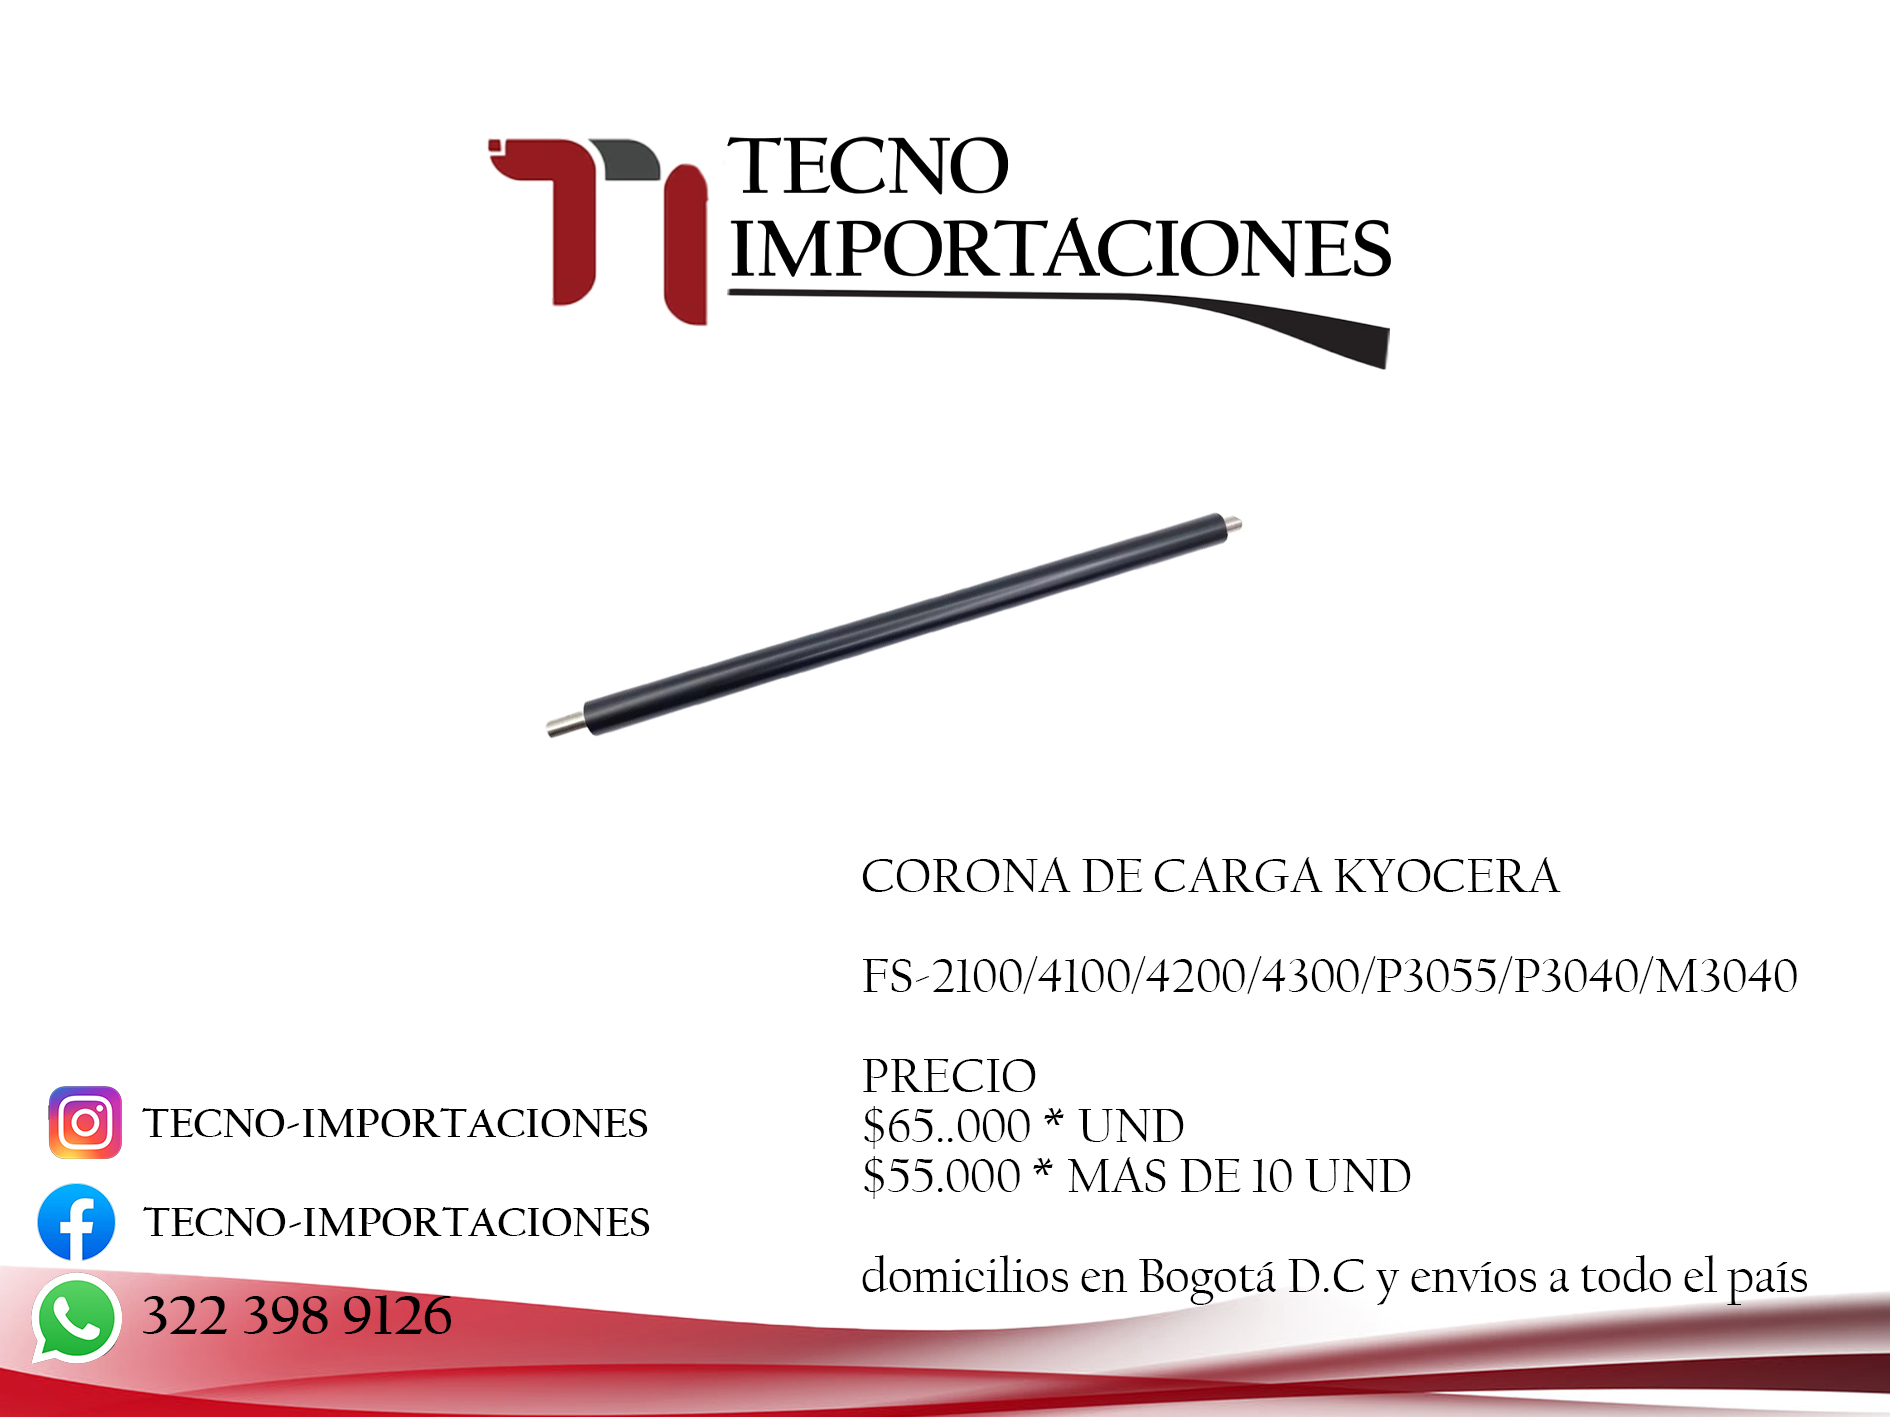 TECNO
IMPORTACIONES
CORONA DE CARGA KYOCERA
FS-2100/4100/4200/4300/P3055/P3040/M3040
PRECIO
$65..000 * UND
$55.000 * MAS DE 10 UND
domicilios en Bogotá D.C y envíos a todo el país
TECNO-IMPORTACIONES
TECNO-IMPORTACIONES
322 398 9126